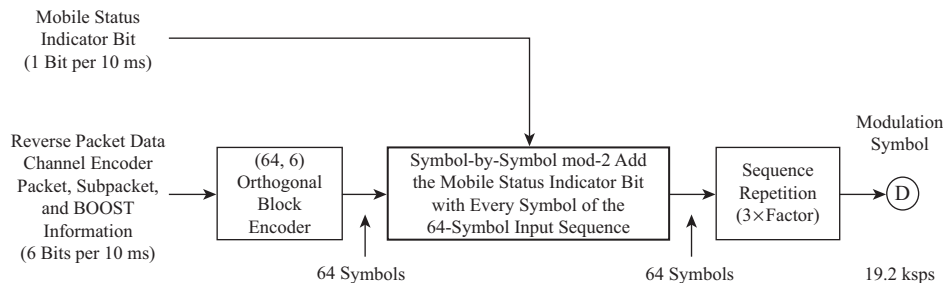 Mobile Status
Indicator Bit
(1 Bit per 10 ms)
Reverse Packet Data
Channel Encoder
Packet, Subpacket,
and BOOST
Information
(6 Bits per 10 ms)
(64, 6)
Orthogonal
Block
Encoder
64 Symbols
Symbol-by-Symbol mod-2 Add
the Mobile Status Indicator Bit
with Every Symbol of the
64-Symbol Input Sequence
64 Symbols
Sequence
Repetition
(3×Factor)
Modulation
Symbol
D
19.2 ksps